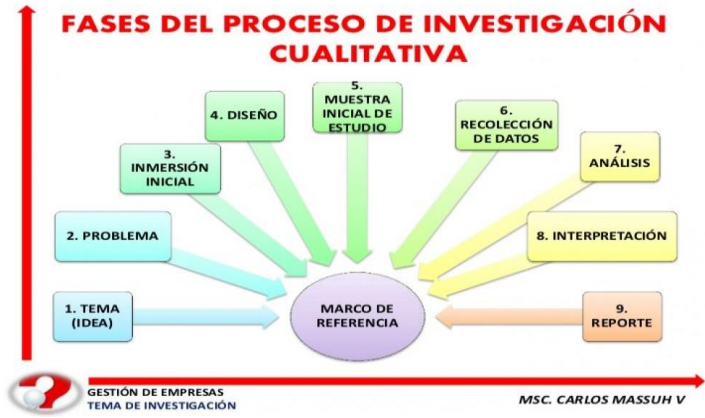 FASES DEL PROCESO DE INVESTIGACIÓN
CUALITATIVA
1. TEMA
(IDEA)
2. PROBLEMA
3.
INMERSIÓN
INICIAL
4. DISEÑO
5.
MUESTRA
INICIAL DE
ESTUDIO
6.
RECOLECCIÓN
DE DATOS
7.
ANÁLISIS
8. INTERPRETACIÓN
9.
REPORTE
MARCO DE
REFERENCIA
GESTIÓN DE EMPRESAS
TEMA DE INVESTIGACIÓN
MSC. CARLOS MASSUH V